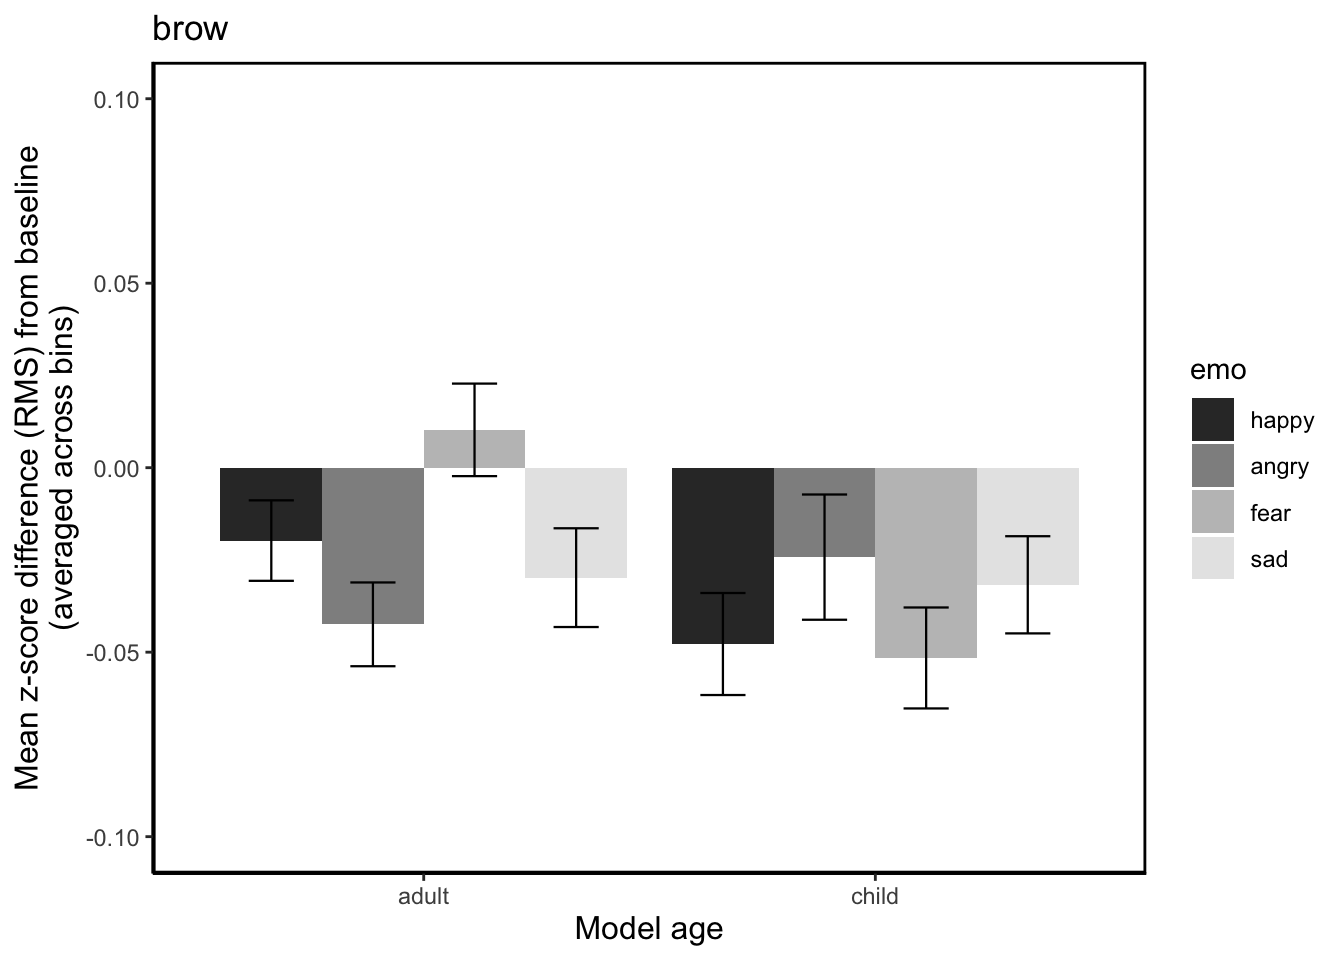 brow
Mean z-score difference (RMS) from baseline
(averaged across bins)
0.10
0.05
0.00
-0.05
-0.10
adult
child
Model age
emo
happy
angry
fear
sad